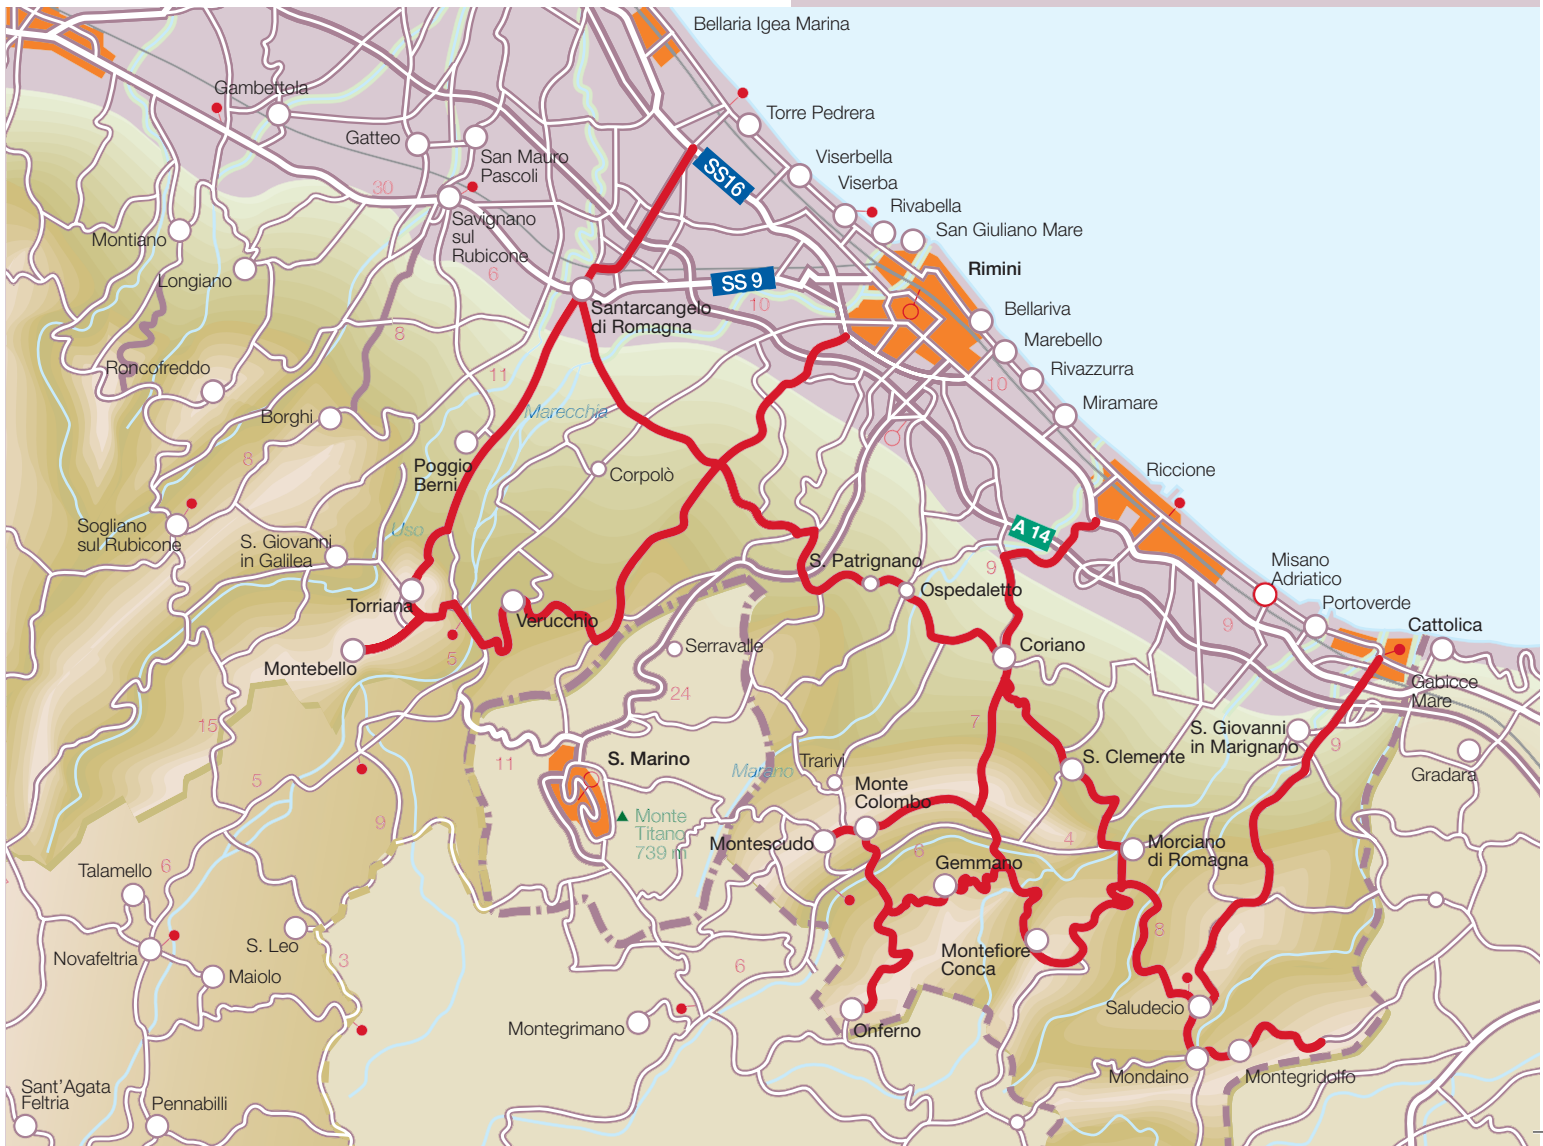 Bellaria Igea Marina
Gambettola
Torre Pedrera
Gatteo
San Mauro
Pascoli
Viserbella
SS16
Viserba
30
Rivabella
Savignano
sul
Rubicone
San Giuliano Mare
Montiano
Longiano
6
Rimini
SS 9
10
Santarcangelo
di Romagna
Bellariva
8
Marebello
Roncofreddo
11
Rivazzurra
10
Borghi
Marecchia
Miramare
8
Poggio
Berni
Corpolò
Riccione
Sogliano
sul Rubicone
Uso
A 14
S. Giovanni
in Galilea
S. Patrignano
9
Misano
Adriatico
Ospedaletto
Torriana
Verucchio
Portoverde
9
Cattolica
Serravalle
Coriano
5
Montebello
24
Gabicce
Mare
15
7
S. Giovanni
in Marignano
9
11
S. Marino
Marano
Trarivi
S. Clemente
Gradara
5
Monte
Colombo
9
Monte
Titano
739 m
Montescudo
6
4
Morciano
di Romagna
Gemmano
Talamello
6
8
Novafeltria
S. Leo
3
Montefiore
Conca
6
Maiolo
Saludecio
Montegrimano
Onferno
Mondaino
Montegridolfo
Sant'Agata
Feltria
Pennabilli